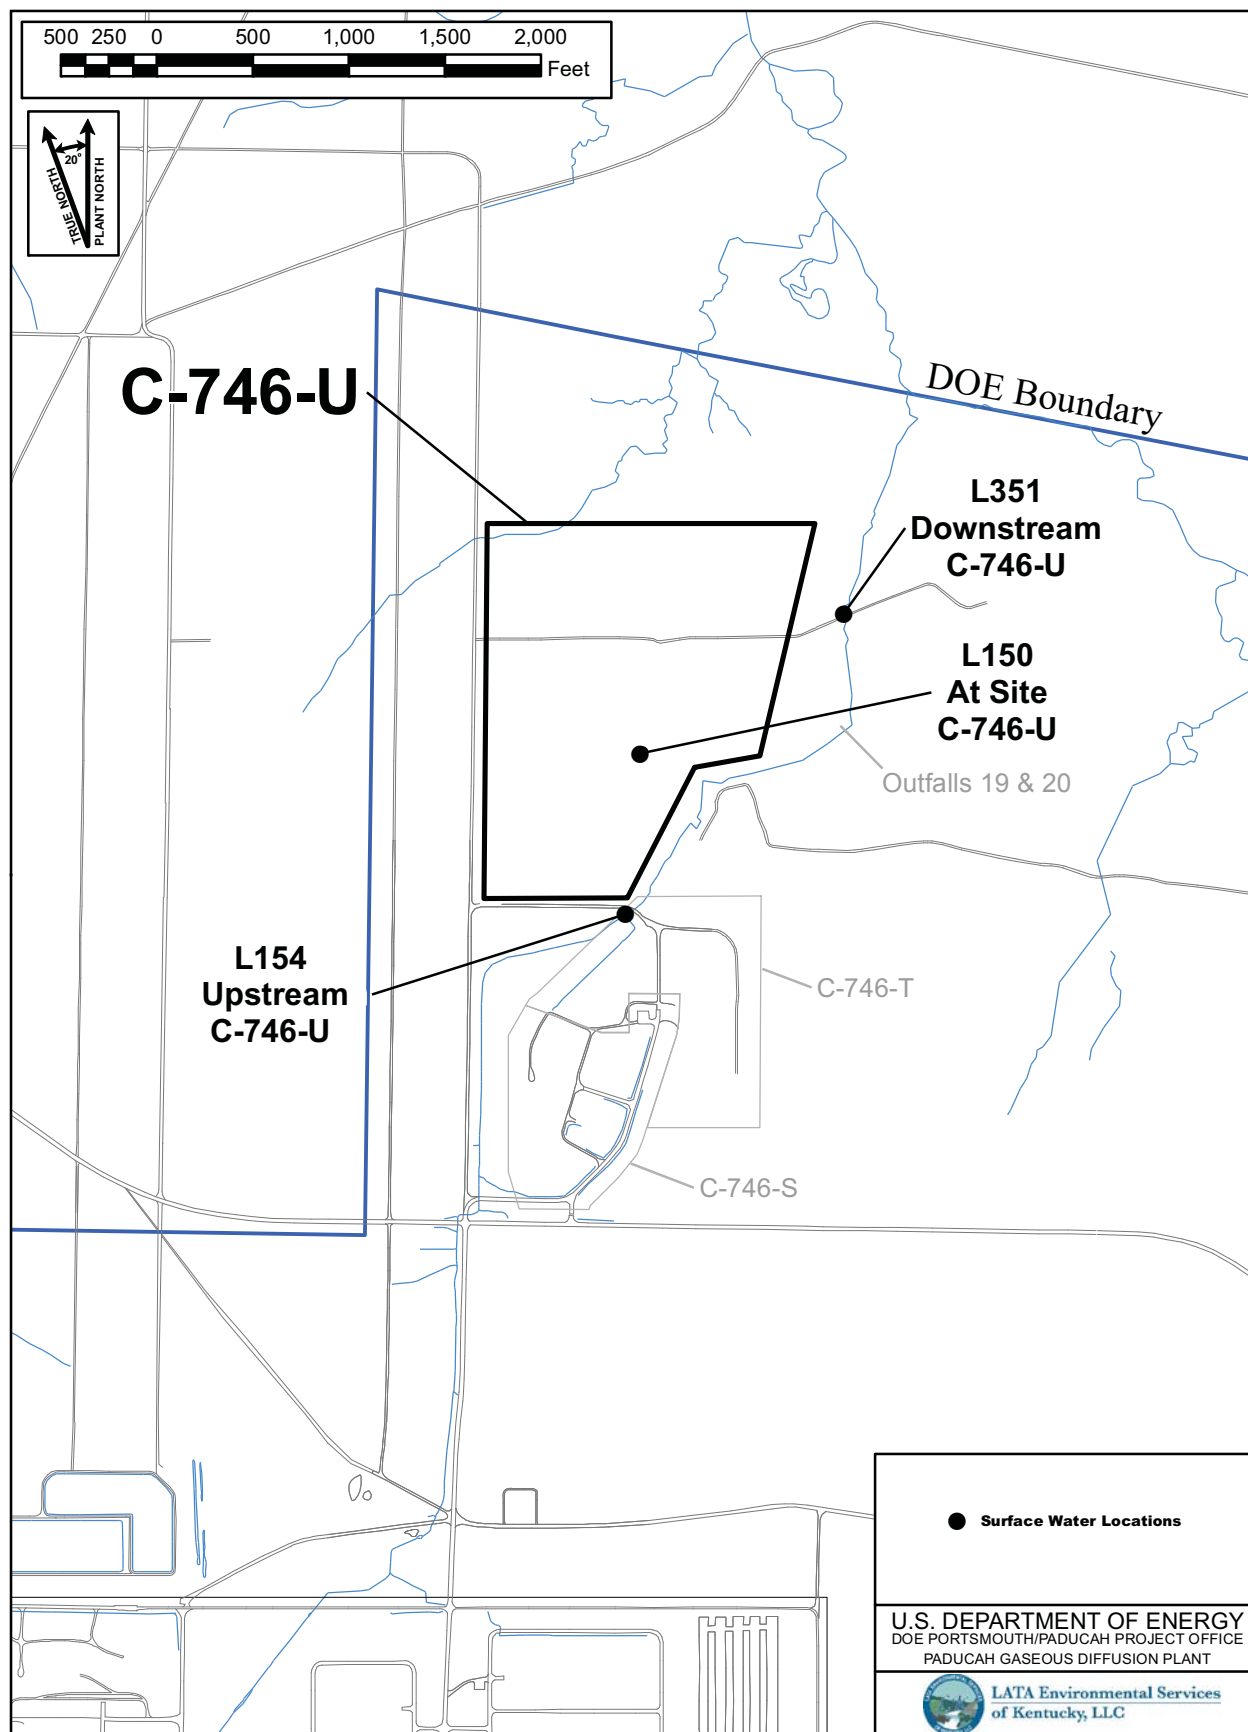 500 250 0 500 1,000 1,500 2,000
Feet
20°
TRUE NORTH
PLANT NORTH
C-746-U
DOE Boundary
L351
Downstream
C-746-U
L150
At Site
C-746-U
Outfalls 19 & 20
L154
Upstream
C-746-U
C-746-T
C-746-S
Surface Water Locations
U.S. DEPARTMENT OF ENERGY
DOE PORTSMOUTH/PADUCAH PROJECT OFFICE
PADUCAH GASEOUS DIFFUSION PLANT
LATA Environmental Services
of Kentucky, LLC